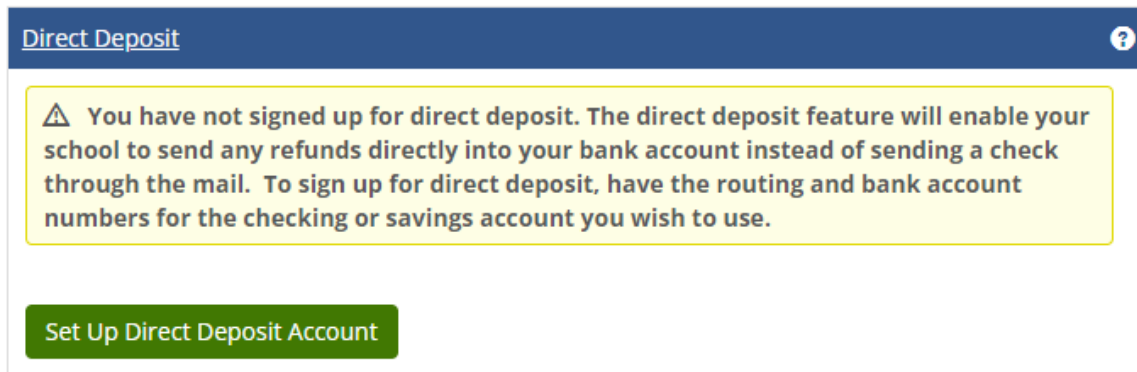 Direct Deposit ?
⚠ You have not signed up for direct deposit. The direct deposit feature will enable your
school to send any refunds directly into your bank account instead of sending a check
through the mail.  To sign up for direct deposit, have the routing and bank account
numbers for the checking or savings account you wish to use.
Set Up Direct Deposit Account